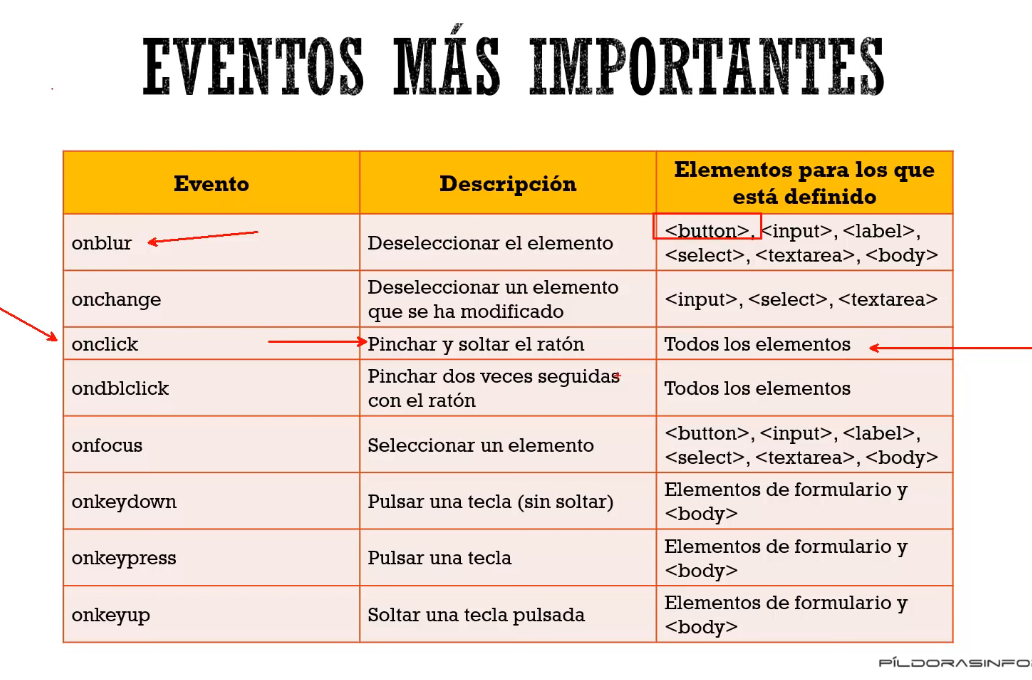 EVENTOS MÁS IMPORTANTES
Evento
Descripción
Elementos para los que
está definido
onblur
Deseleccionar el elemento
<button>, <input>, <label>,
<select>, <textarea>, <body>
onchange
Deseleccionar un elemento
que se ha modificado
<input>, <select>, <textarea>
onclick
Pinchar y soltar el ratón
Todos los elementos
ondblclick
Pinchar dos veces seguidas
con el ratón
Todos los elementos
onfocus
Seleccionar un elemento
<button>, <input>, <label>,
<select>, <textarea>, <body>
onkeydown
Pulsar una tecla (sin soltar)
Elementos de formulario y
<body>
onkeypress
Pulsar una tecla
Elementos de formulario y
<body>
onkeyup
Soltar una tecla pulsada
Elementos de formulario y
<body>
PÍLDORASINFO